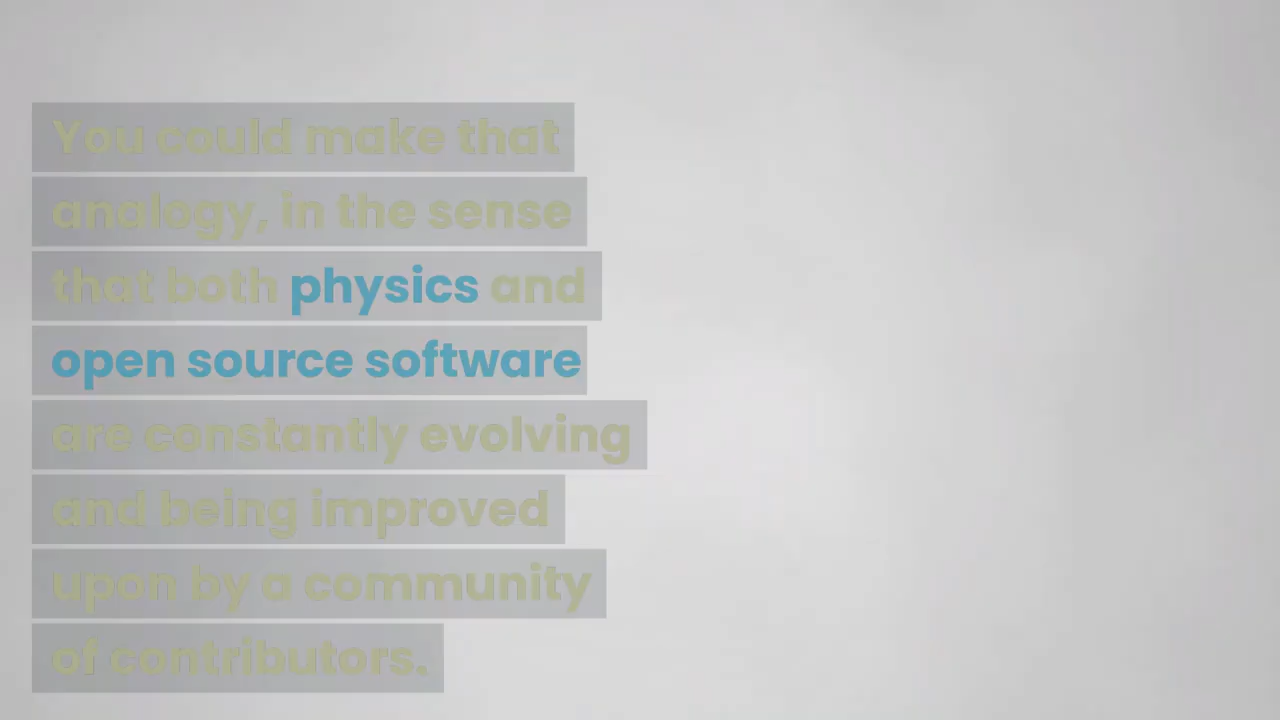 You could make that
analogy, in the sense
that both physics and
open source software
are constantly evolving
and being improved
upon by a community
of contributors.